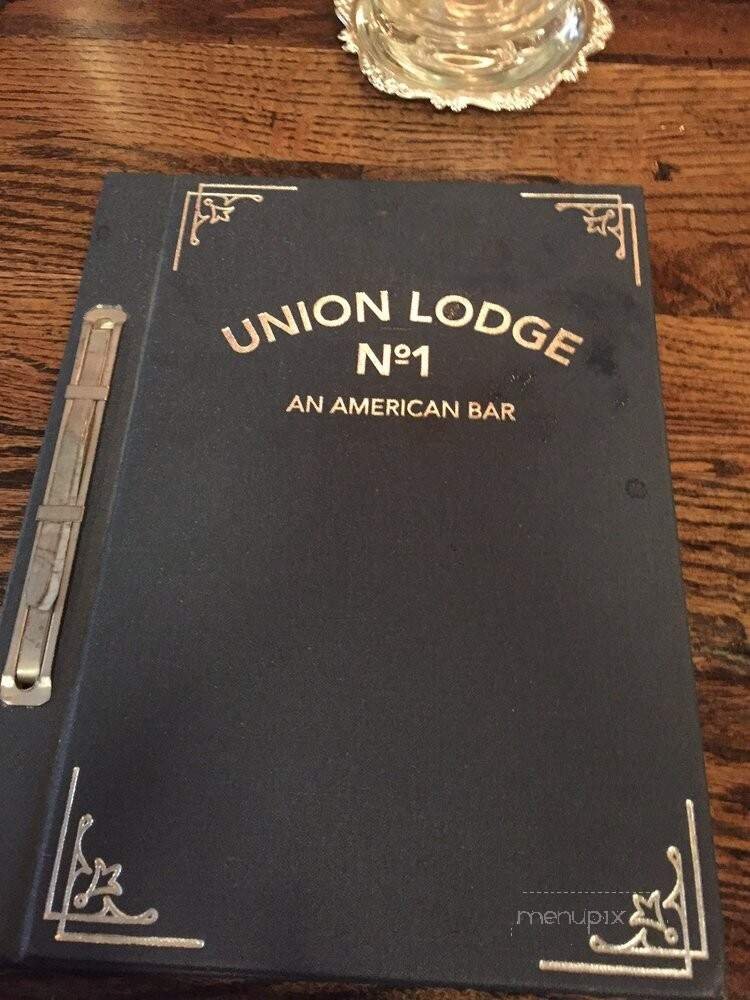 UNION LODGE
Nº1
AN AMERICAN BAR
menupix